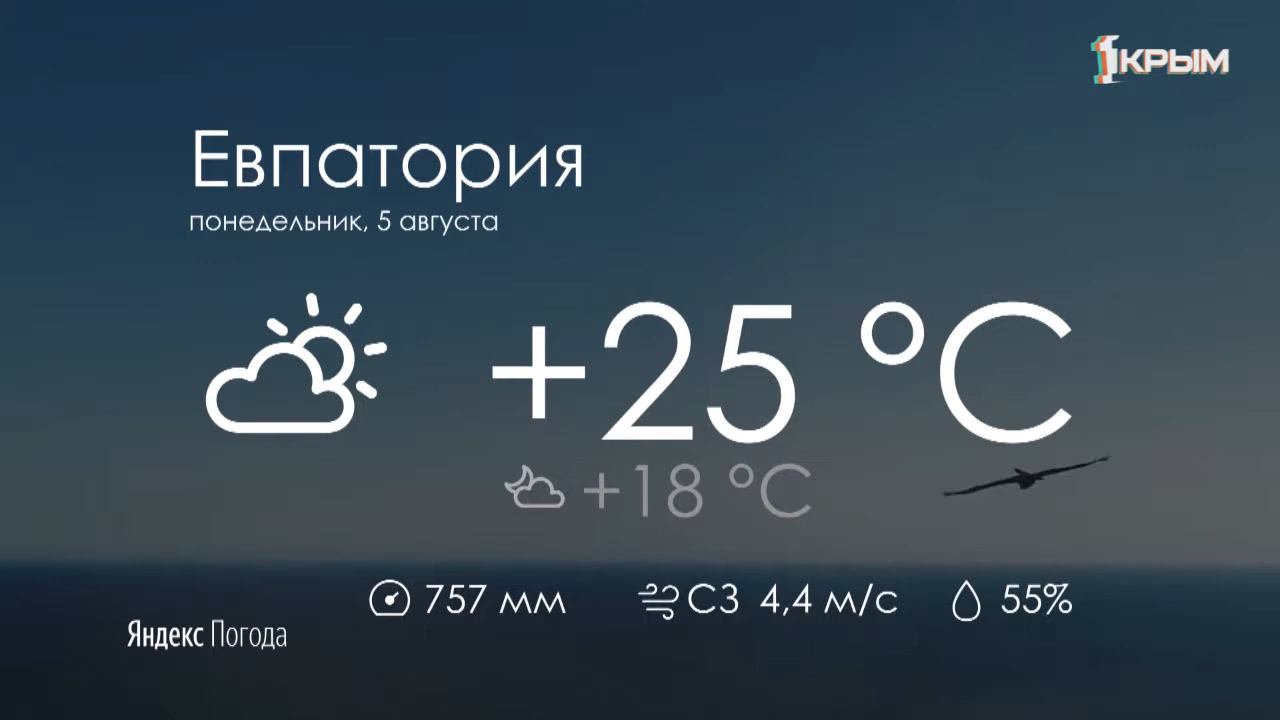 1КРЫМ
Евпатория
понедельник, 5 августа
+25 °C
+18 °C
757 мм СЗ 4,4 м/с 55%
Яндекс Погода